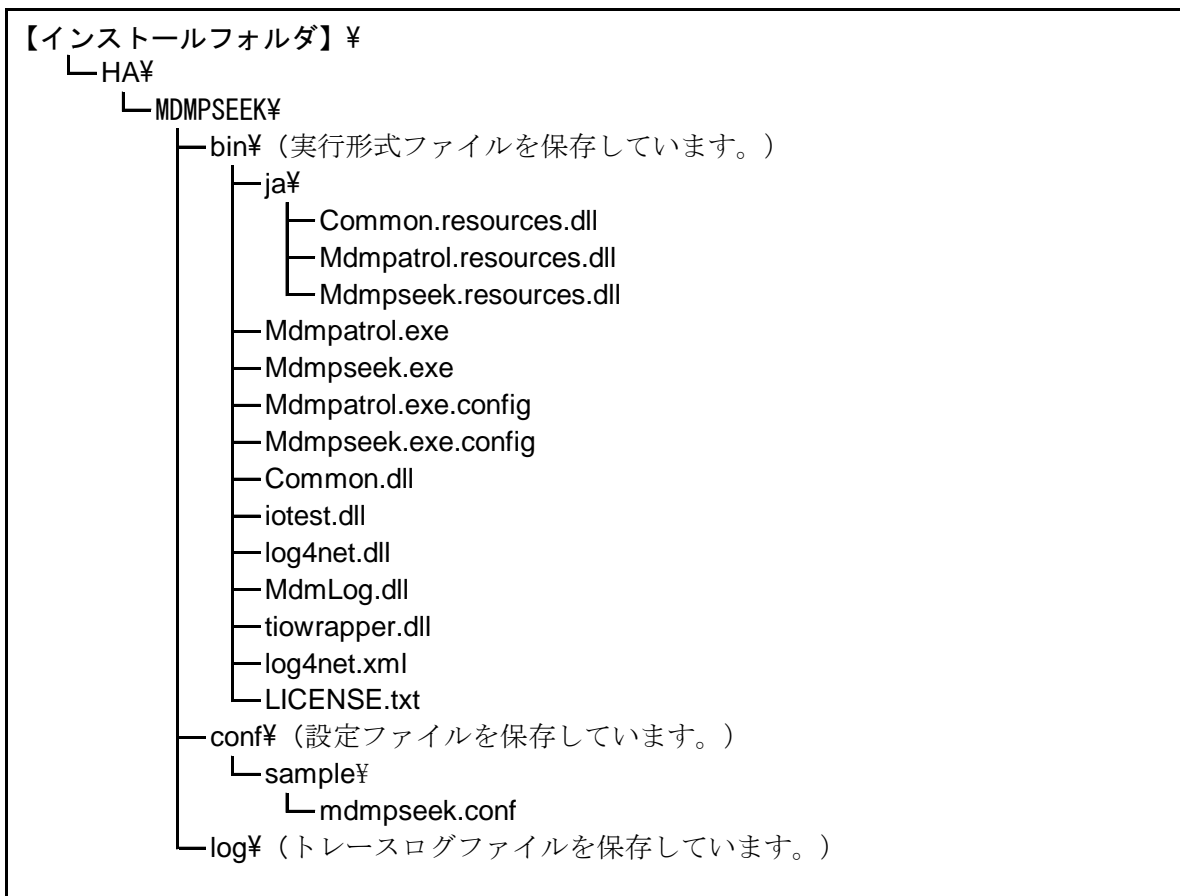 【インストールフォルダ】¥
HA¥
MDMPSEEK¥
bin¥（実行形式ファイルを保存しています。）
ja¥
Common.resources.dll
Mdmpatrol.resources.dll
Mdmpseek.resources.dll
Mdmpatrol.exe
Mdmpseek.exe
Mdmpatrol.exe.config
Mdmpseek.exe.config
Common.dll
iotest.dll
log4net.dll
MdmLog.dll
tiowrapper.dll
log4net.xml
LICENSE.txt
conf¥（設定ファイルを保存しています。）
sample¥
mdmpseek.conf
log¥（トレースログファイルを保存しています。）